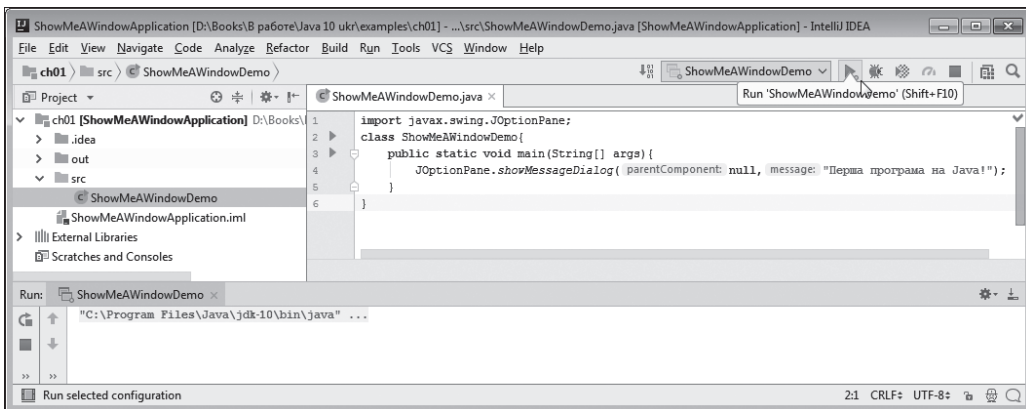 ShowMeAWindowApplication [D:\Books\В работе\Java 10 ukr\examples\ch01] - ...\src\ShowMeAWindowDemo.java [ShowMeAWindowApplication] - IntelliJ IDEA
File Edit View Navigate Code Analyze Refactor Build Run Tools VCS Window Help
ch01 src ShowMeAWindowDemo ShowMeAWindowDemo
Project ShowMeAWindowDemo.java × Run 'ShowMeAWindowDemo' (Shift+F10)
ch01 [ShowMeAWindowApplication] D:\Books\
.idea
out
src
ShowMeAWindowDemo
ShowMeAWindowApplication.iml
External Libraries
Scratches and Consoles
1 import javax.swing.JOptionPane;
2 class ShowMeAWindowDemo{
3 public static void main(String[] args){
4 JOptionPane.showMessageDialog( parentComponent: null, message: "Перша програма на Java!");
5 }
6 }
Run: ShowMeAWindowDemo ×
"C:\Program Files\Java\jdk-10\bin\java" ...
Run selected configuration 2:1 CRLF UTF-8